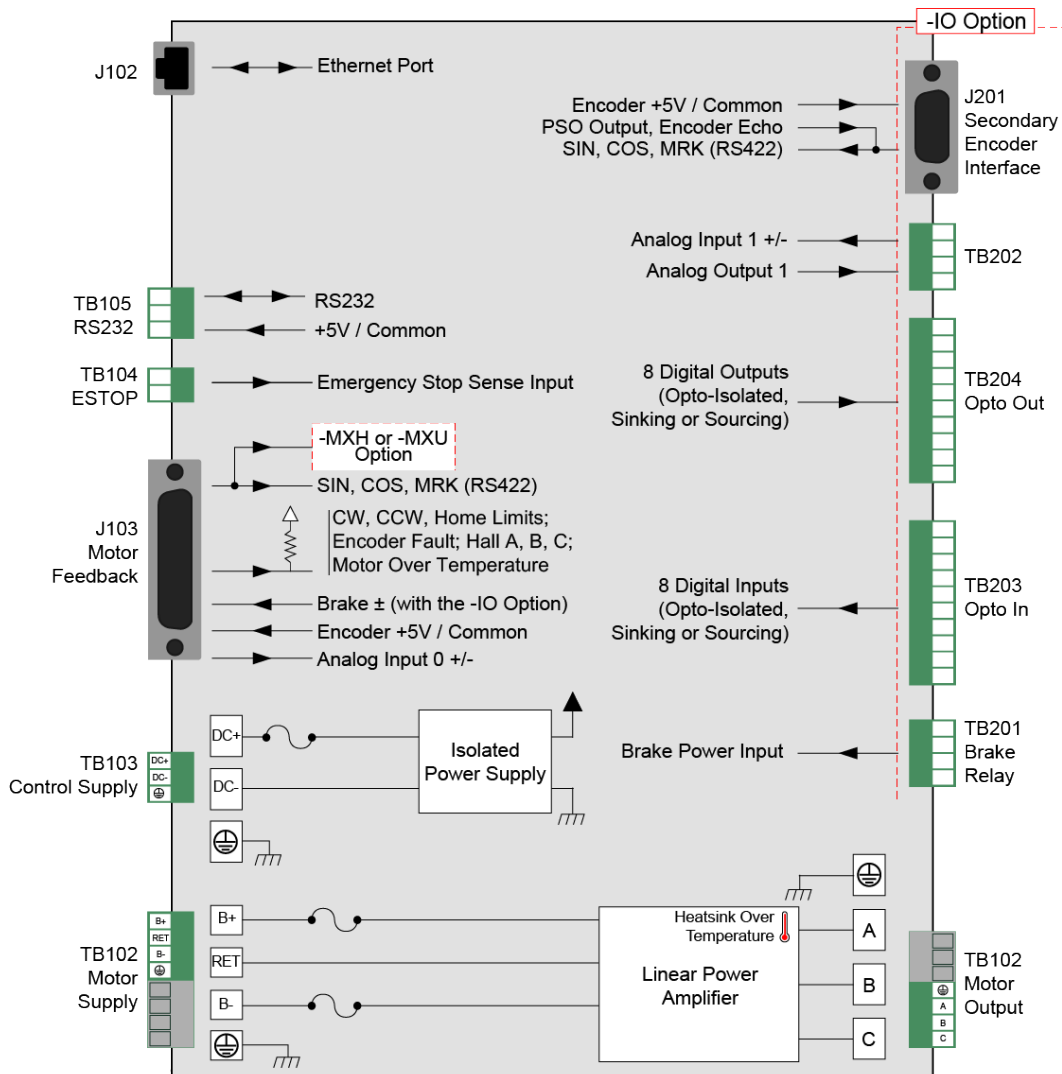 -IO Option
J102
Ethernet Port
Encoder +5V / Common
PSO Output, Encoder Echo
SIN, COS, MRK (RS422)
J201
Secondary
Encoder
Interface
Analog Input 1 +/-
Analog Output 1
TB202
TB105
RS232
RS232
+5V / Common
TB104
ESTOP
Emergency Stop Sense Input
8 Digital Outputs
(Opto-Isolated,
Sinking or Sourcing)
TB204
Opto Out
-MXH or -MXU
Option
SIN, COS, MRK (RS422)
J103
Motor
Feedback
CW, CCW, Home Limits;
Encoder Fault; Hall A, B, C;
Motor Over Temperature
Brake ± (with the -IO Option)
Encoder +5V / Common
Analog Input 0 +/-
8 Digital Inputs
(Opto-Isolated,
Sinking or Sourcing)
TB203
Opto In
TB103
Control Supply
DC+
DC-
DC+
DC-
Isolated
Power Supply
Brake Power Input
TB201
Brake
Relay
TB102
Motor
Supply
B+
RET
B-
B+
RET
B-
Heatsink Over
Temperature
Linear Power
Amplifier
A
B
C
A
B
C
TB102
Motor
Output